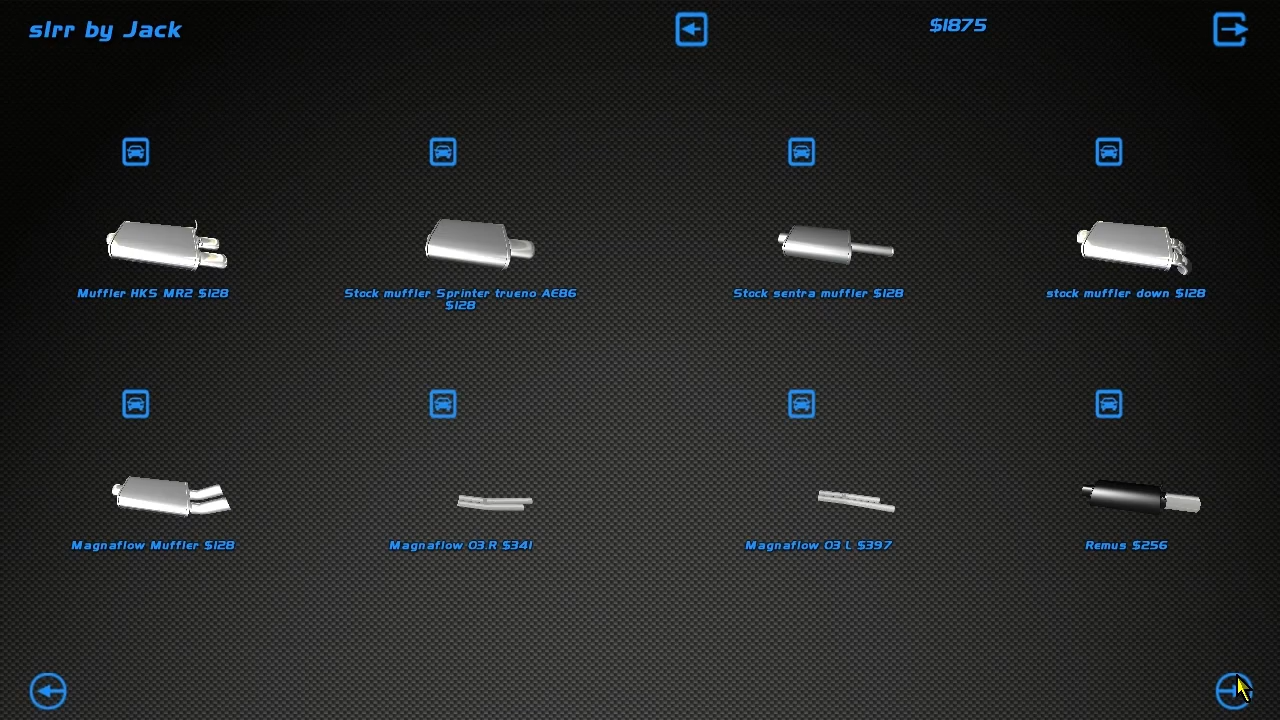 slrr by Jack
$1875
Muffler HKS MR2 $128
Stock muffler Sprinter trueno AE86
$128
Stock sentra muffler $128
stock muffler down $128
Magnaflow Muffler $128
Magnaflow 03 R $341
Magnaflow 03 L $397
Remus $256